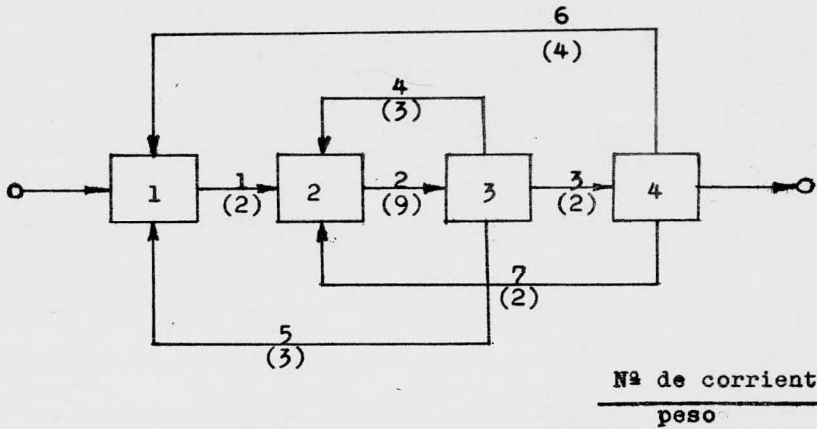 6
(4)
4
(3)
1 1 2 2 3 3 4
(2) (9) (2)
7
(2)
5
(3)
Nª de corrient
peso